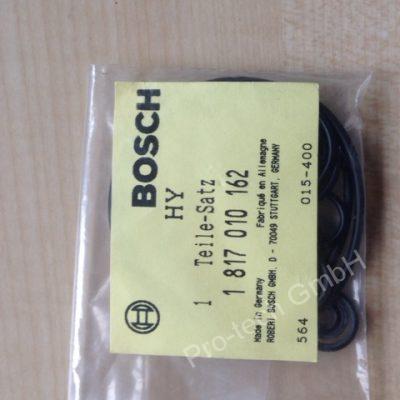 BOSCH
HY
1 Teile-Satz
1 817 010 162
Made in Germany Fabriqué en Allemagne
ROBERT BOSCH GMBH. D - 70049 STUTTGART, GERMANY
564 015-400
Pro-team GmbH